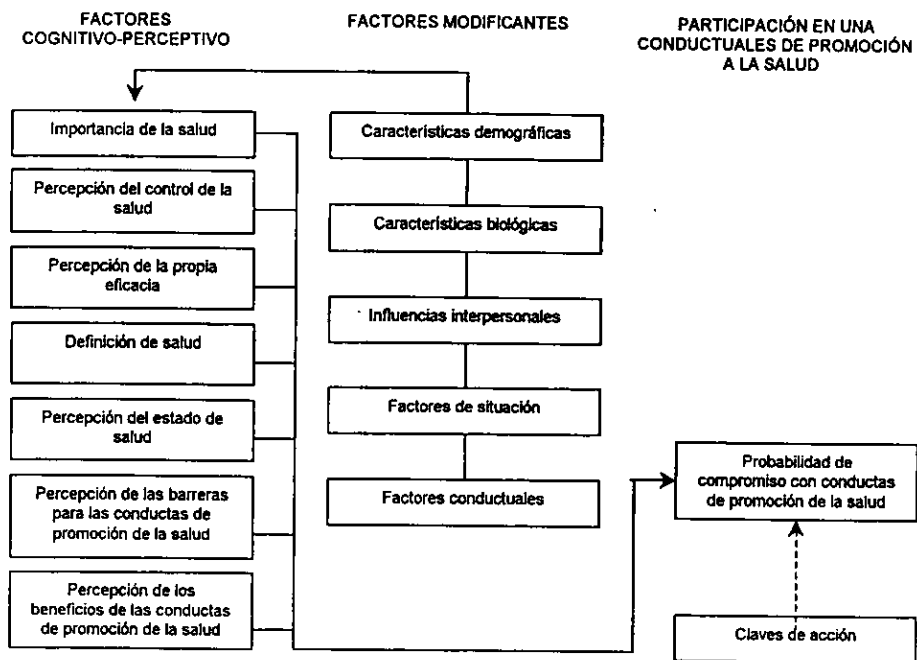 FACTORES
COGNITIVO-PERCEPTIVO
FACTORES MODIFICANTES
PARTICIPACIÓN EN UNA
CONDUCTUALES DE PROMOCIÓN
A LA SALUD
Importancia de la salud
Percepción del control de la
salud
Percepción de la propia
eficacia
Definición de salud
Percepción del estado de
salud
Percepción de las barreras
para las conductas de
promoción de la salud
Percepción de los
beneficios de las conductas
de promoción de la salud
Características demográficas
Características biológicas
Influencias interpersonales
Factores de situación
Factores conductuales
Probabilidad de
compromiso con conductas
de promoción de la salud
Claves de acción